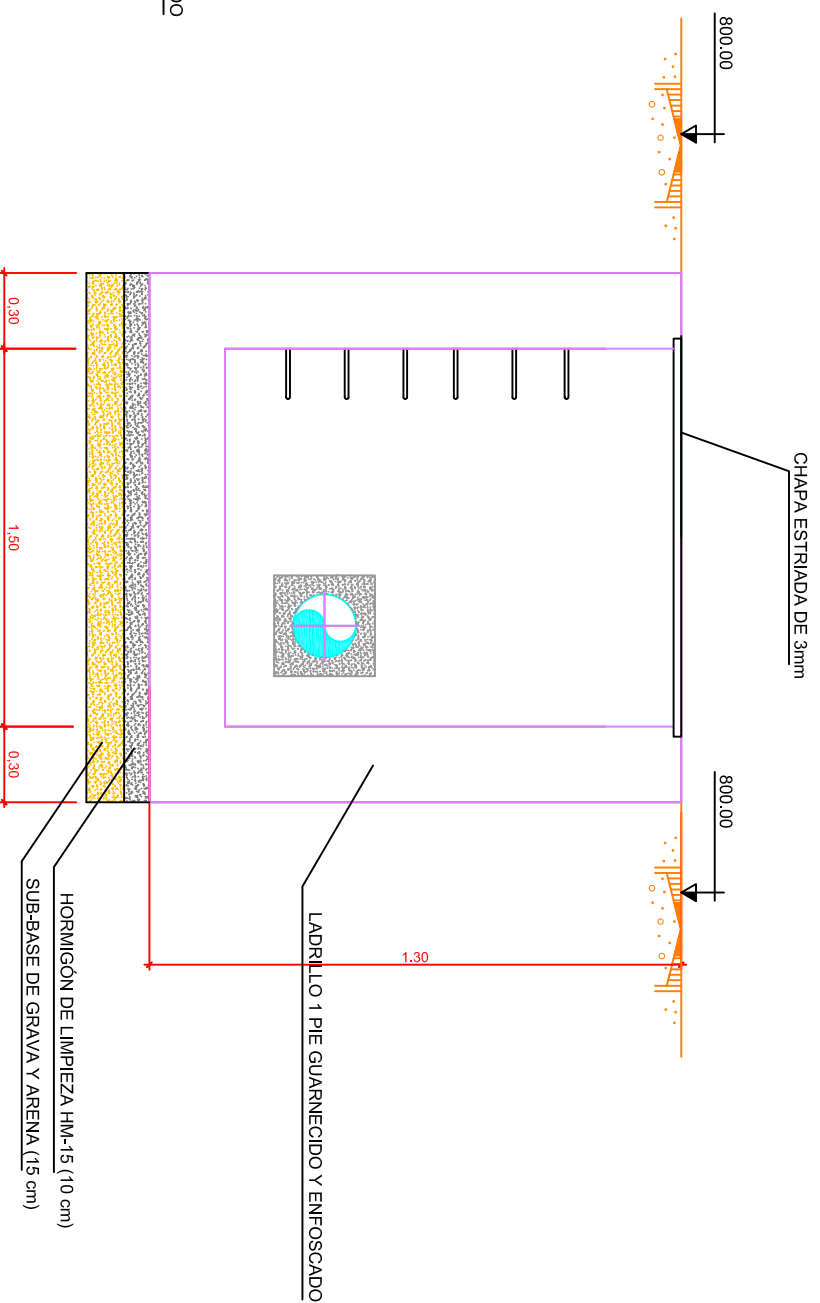 800.00
CHAPA ESTRIADA DE 3mm
800.00
1.30
LADRILLO 1 PIE GUARNECIDO Y ENFOSCADO
HORMIGÓN DE LIMPIEZA HM-15 (10 cm)
SUB-BASE DE GRAVA Y ARENA (15 cm)
0,30
1,50
0,30